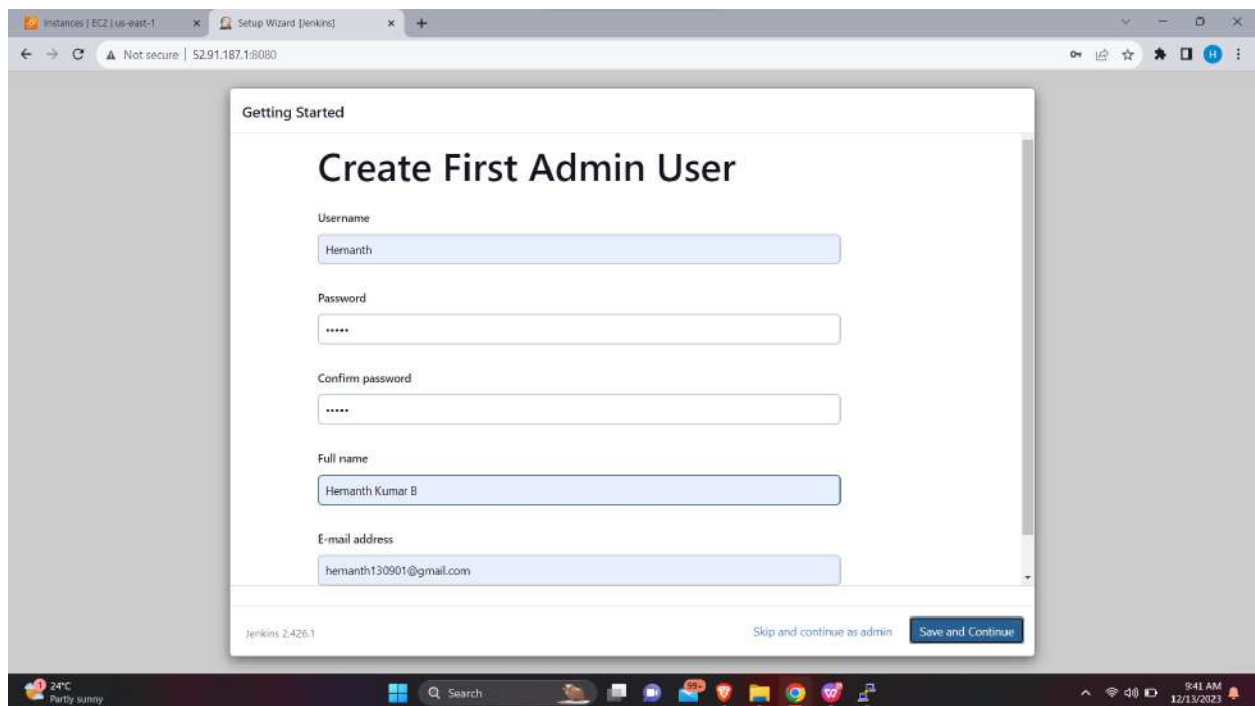 Instances | EC2 | us-east-1
Setup Wizard [Jenkins]
Not secure | 52.91.187.1:8080
H
Getting Started
Create First Admin User
Username
Hemanth
Password
•••••
Confirm password
•••••
Full name
Hemanth Kumar B
E-mail address
hemanth130901@gmail.com
Jenkins 2.426.1
Skip and continue as admin
Save and Continue
1
24°C
Partly sunny
Search
99+
9:41 AM
12/13/2023